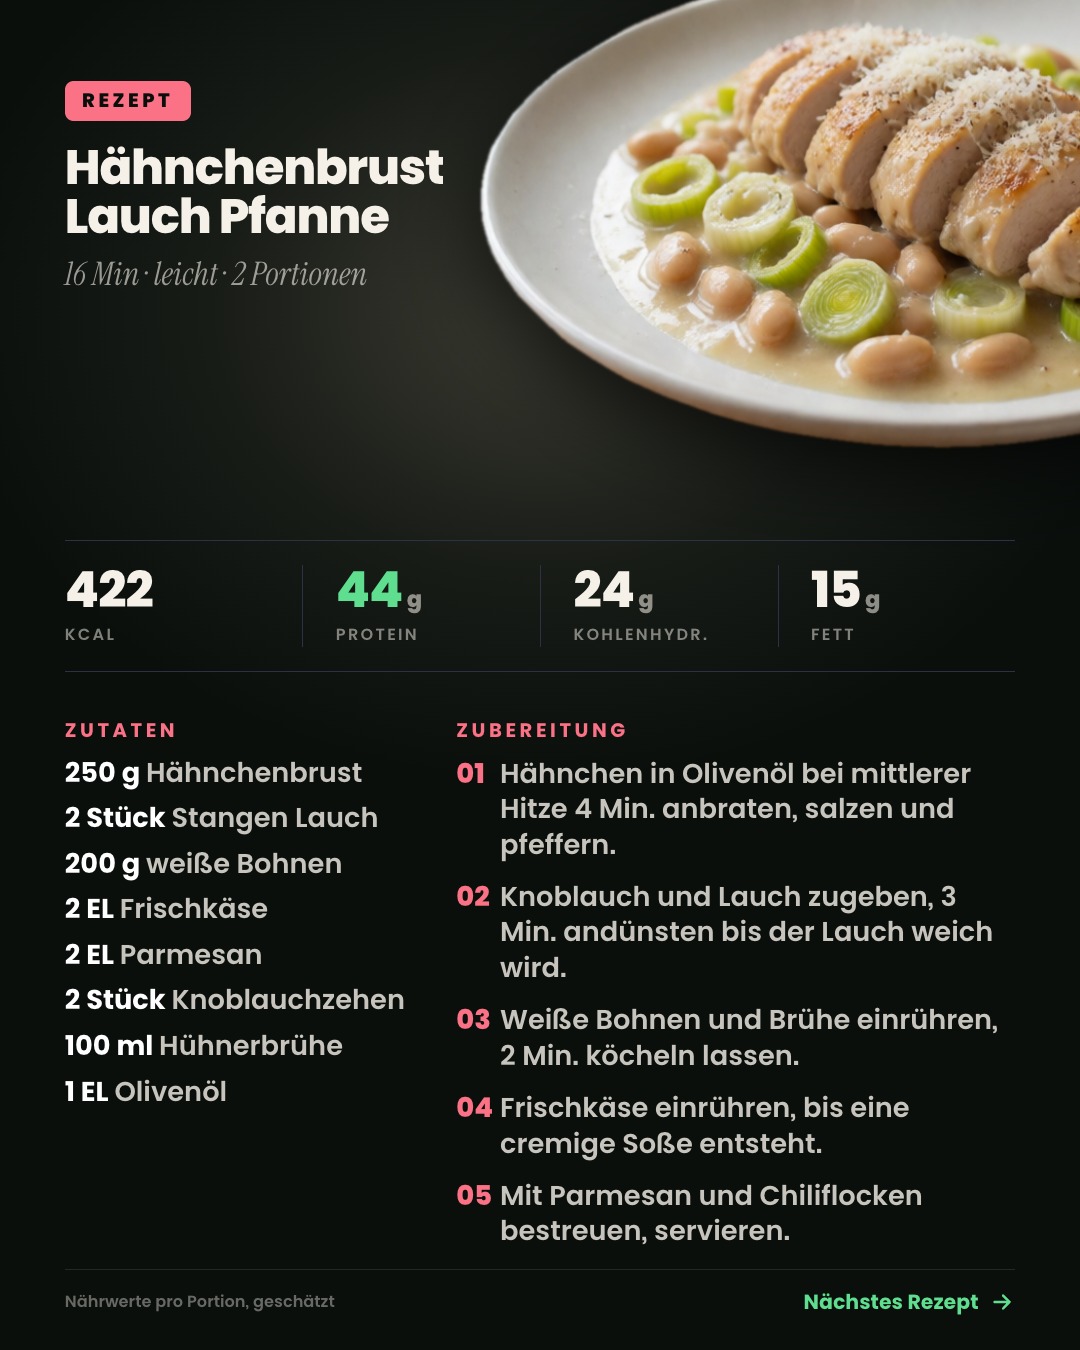 REZEPT
Hähnchenbrust
Lauch Pfanne
16 Min · leicht · 2 Portionen
422
KCAL
44 g
PROTEIN
24 g
KOHLENHYDR.
15 g
FETT
ZUTATEN
250 g Hähnchenbrust
2 Stück Stangen Lauch
200 g weiße Bohnen
2 EL Frischkäse
2 EL Parmesan
2 Stück Knoblauchzehen
100 ml Hühnerbrühe
1 EL Olivenöl
ZUBEREITUNG
01 Hähnchen in Olivenöl bei mittlerer
Hitze 4 Min. anbraten, salzen und
pfeffern.
02 Knoblauch und Lauch zugeben, 3
Min. andünsten bis der Lauch weich
wird.
03 Weiße Bohnen und Brühe einrühren,
2 Min. köcheln lassen.
04 Frischkäse einrühren, bis eine
cremige Soße entsteht.
05 Mit Parmesan und Chiliflocken
bestreuen, servieren.
Nährwerte pro Portion, geschätzt
Nächstes Rezept →